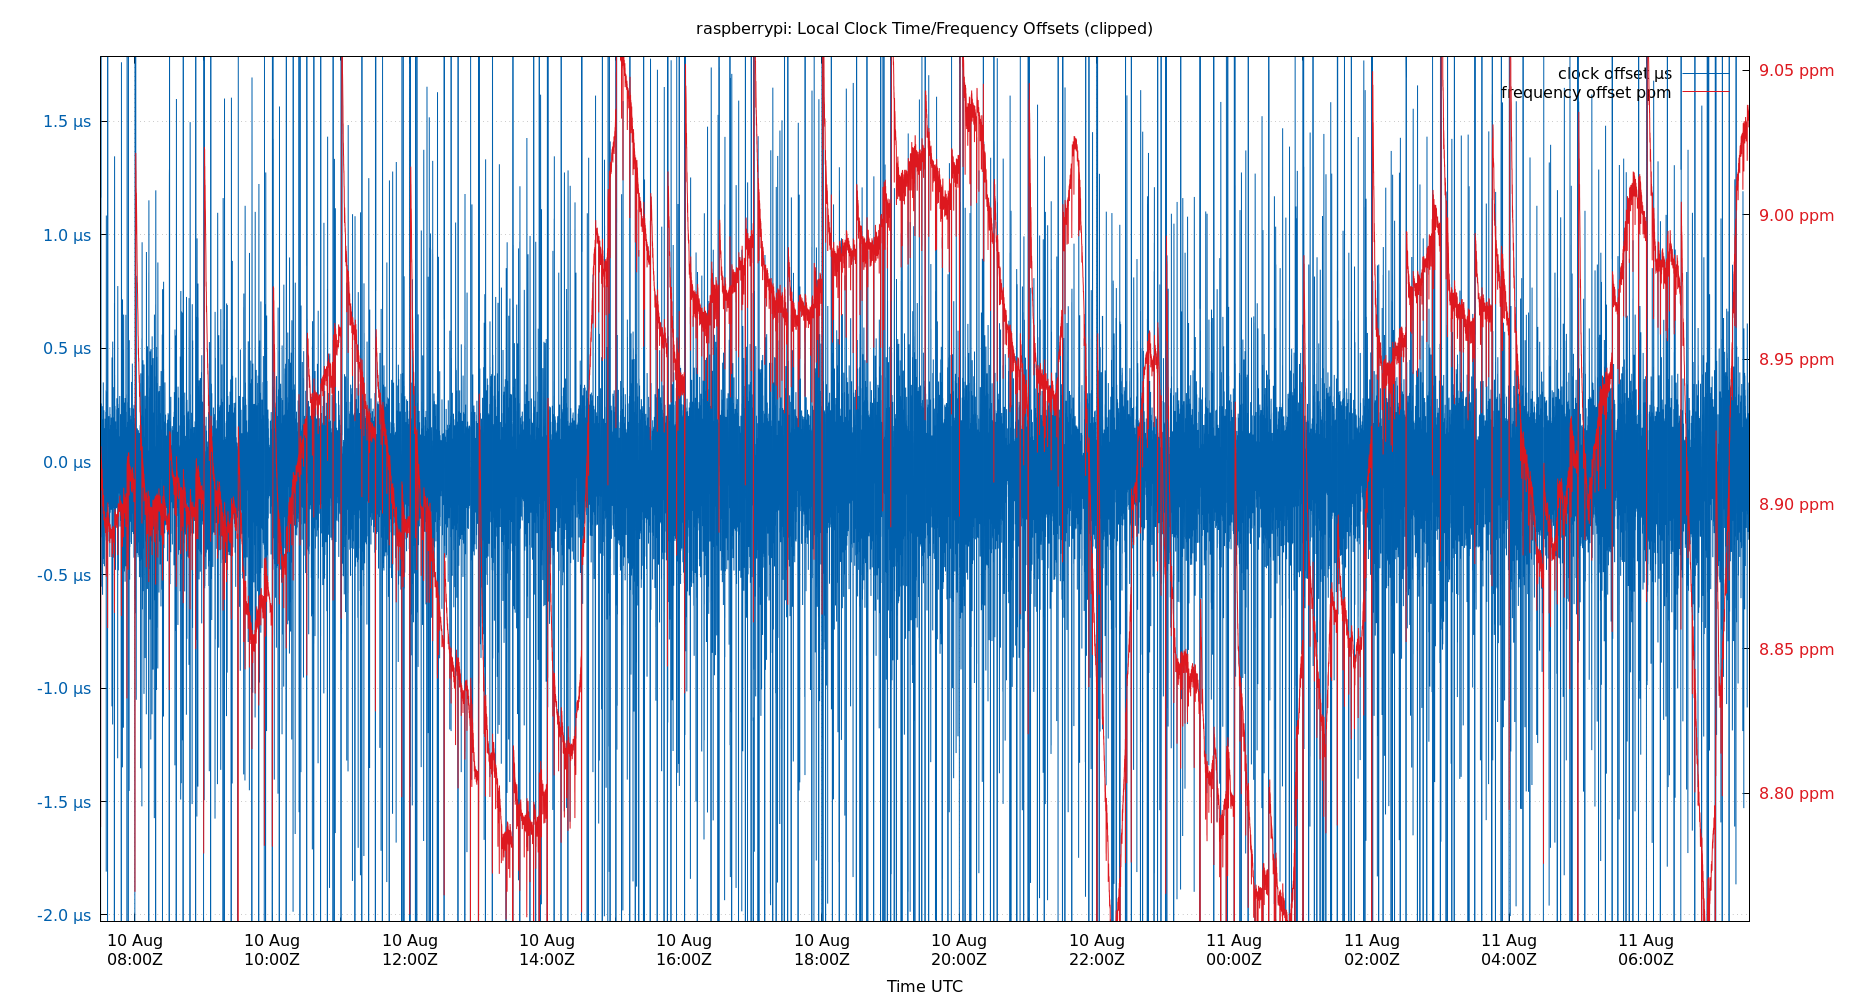 raspberrypi: Local Clock Time/Frequency Offsets (clipped)
clock offset µs
frequency offset ppm
1.5 µs
1.0 µs
0.5 µs
0.0 µs
-0.5 µs
-1.0 µs
-1.5 µs
-2.0 µs
9.05 ppm
9.00 ppm
8.95 ppm
8.90 ppm
8.85 ppm
8.80 ppm
10 Aug 10 Aug 10 Aug 10 Aug 10 Aug 10 Aug 10 Aug 10 Aug 11 Aug 11 Aug 11 Aug 11 Aug
08:00Z 10:00Z 12:00Z 14:00Z 16:00Z 18:00Z 20:00Z 22:00Z 00:00Z 02:00Z 04:00Z 06:00Z
Time UTC